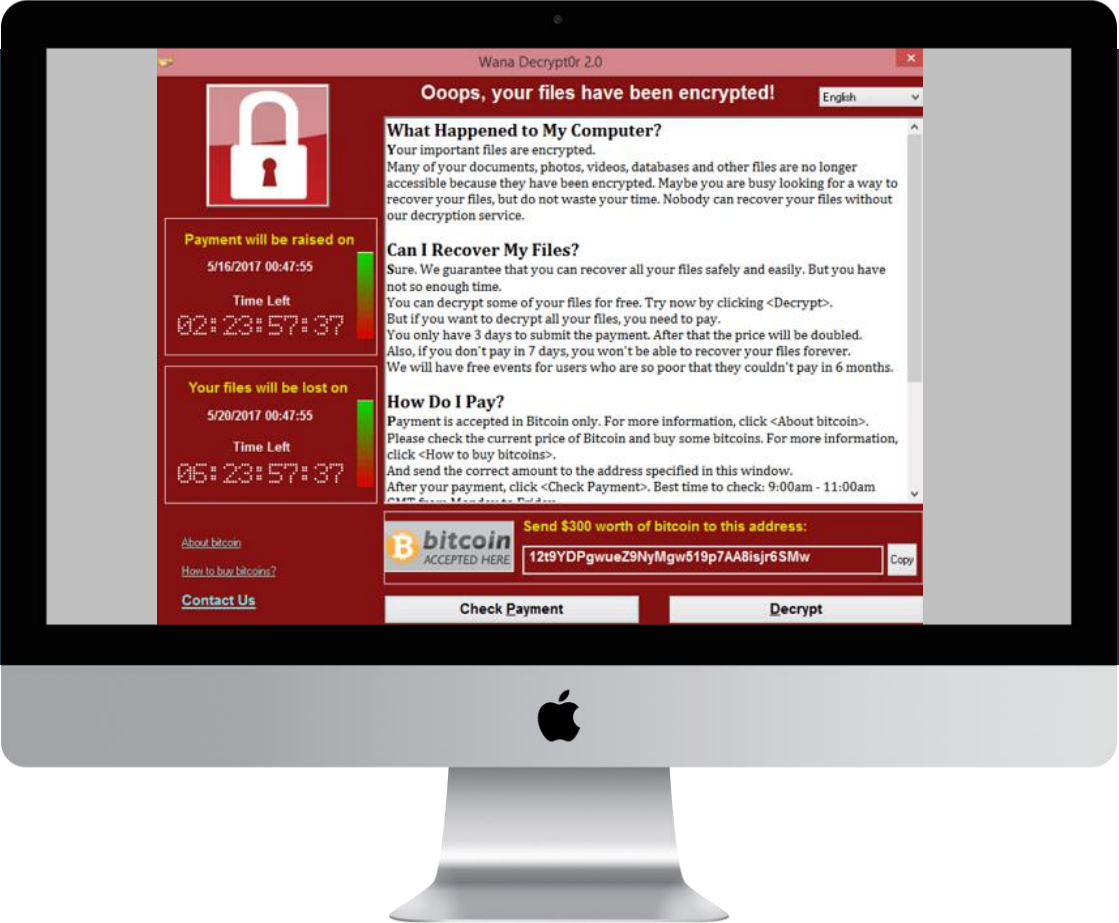 Wana Decrypt0r 2.0
Ooops, your files have been encrypted!
English
Payment will be raised on
5/16/2017 00:47:55
Time Left
02:23:57:37
Your files will be lost on
5/20/2017 00:47:55
Time Left
06:23:57:37
About bitcoin
How to buy bitcoins?
Contact Us
What Happened to My Computer?
Your important files are encrypted.
Many of your documents, photos, videos, databases and other files are no longer
accessible because they have been encrypted. Maybe you are busy looking for a way to
recover your files, but do not waste your time. Nobody can recover your files without
our decryption service.
Can I Recover My Files?
Sure. We guarantee that you can recover all your files safely and easily. But you have
not so enough time.
You can decrypt some of your files for free. Try now by clicking <Decrypt>.
But if you want to decrypt all your files, you need to pay.
You only have 3 days to submit the payment. After that the price will be doubled.
Also, if you don't pay in 7 days, you won't be able to recover your files forever.
We will have free events for users who are so poor that they couldn't pay in 6 months.
How Do I Pay?
Payment is accepted in Bitcoin only. For more information, click <About bitcoin>.
Please check the current price of Bitcoin and buy some bitcoins. For more information,
click <How to buy bitcoins>.
And send the correct amount to the address specified in this window.
After your payment, click <Check Payment>. Best time to check: 9:00am - 11:00am
GMT from Monday to Friday.
bitcoin
ACCEPTED HERE
Send $300 worth of bitcoin to this address:
12t9YDPgwueZ9NyMgw519p7AA8isjr6SMw
Copy
Check Payment
Decrypt